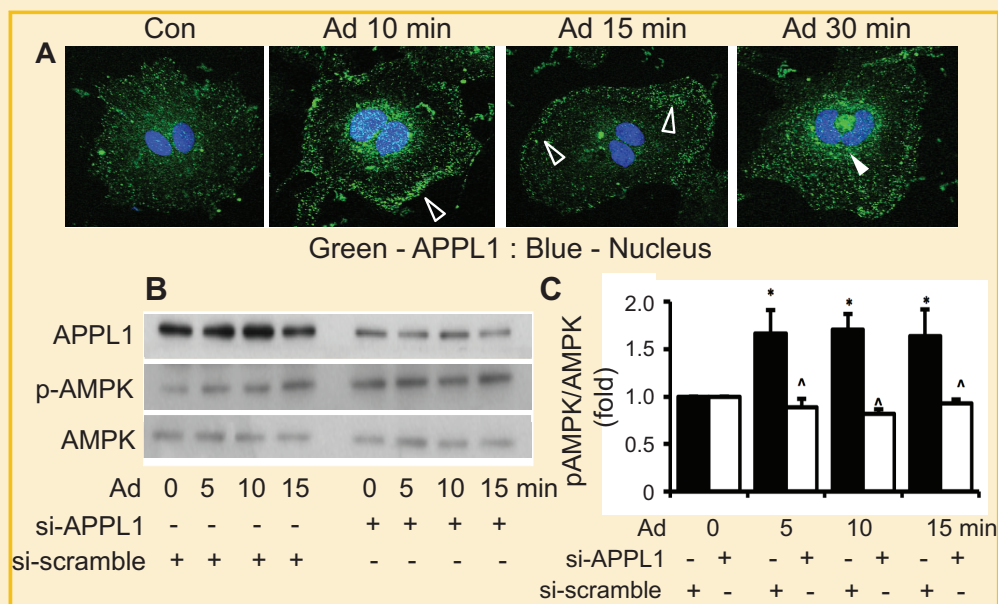 Con Ad 10 min Ad 15 min Ad 30 min
A
Green - APPL1 : Blue - Nucleus
B
APPL1
p-AMPK
AMPK
Ad 0 5 10 15 0 5 10 15 min
si-APPL1 - - - - + + + +
si-scramble + + + + - - - -
C
pAMPK/AMPK
(fold)
2.0
1.5
1.0
0.5
0
* * *
^ ^ ^
Ad 0 5 10 15 min
si-APPL1 - + - + - + - +
si-scramble + - + - + - + -